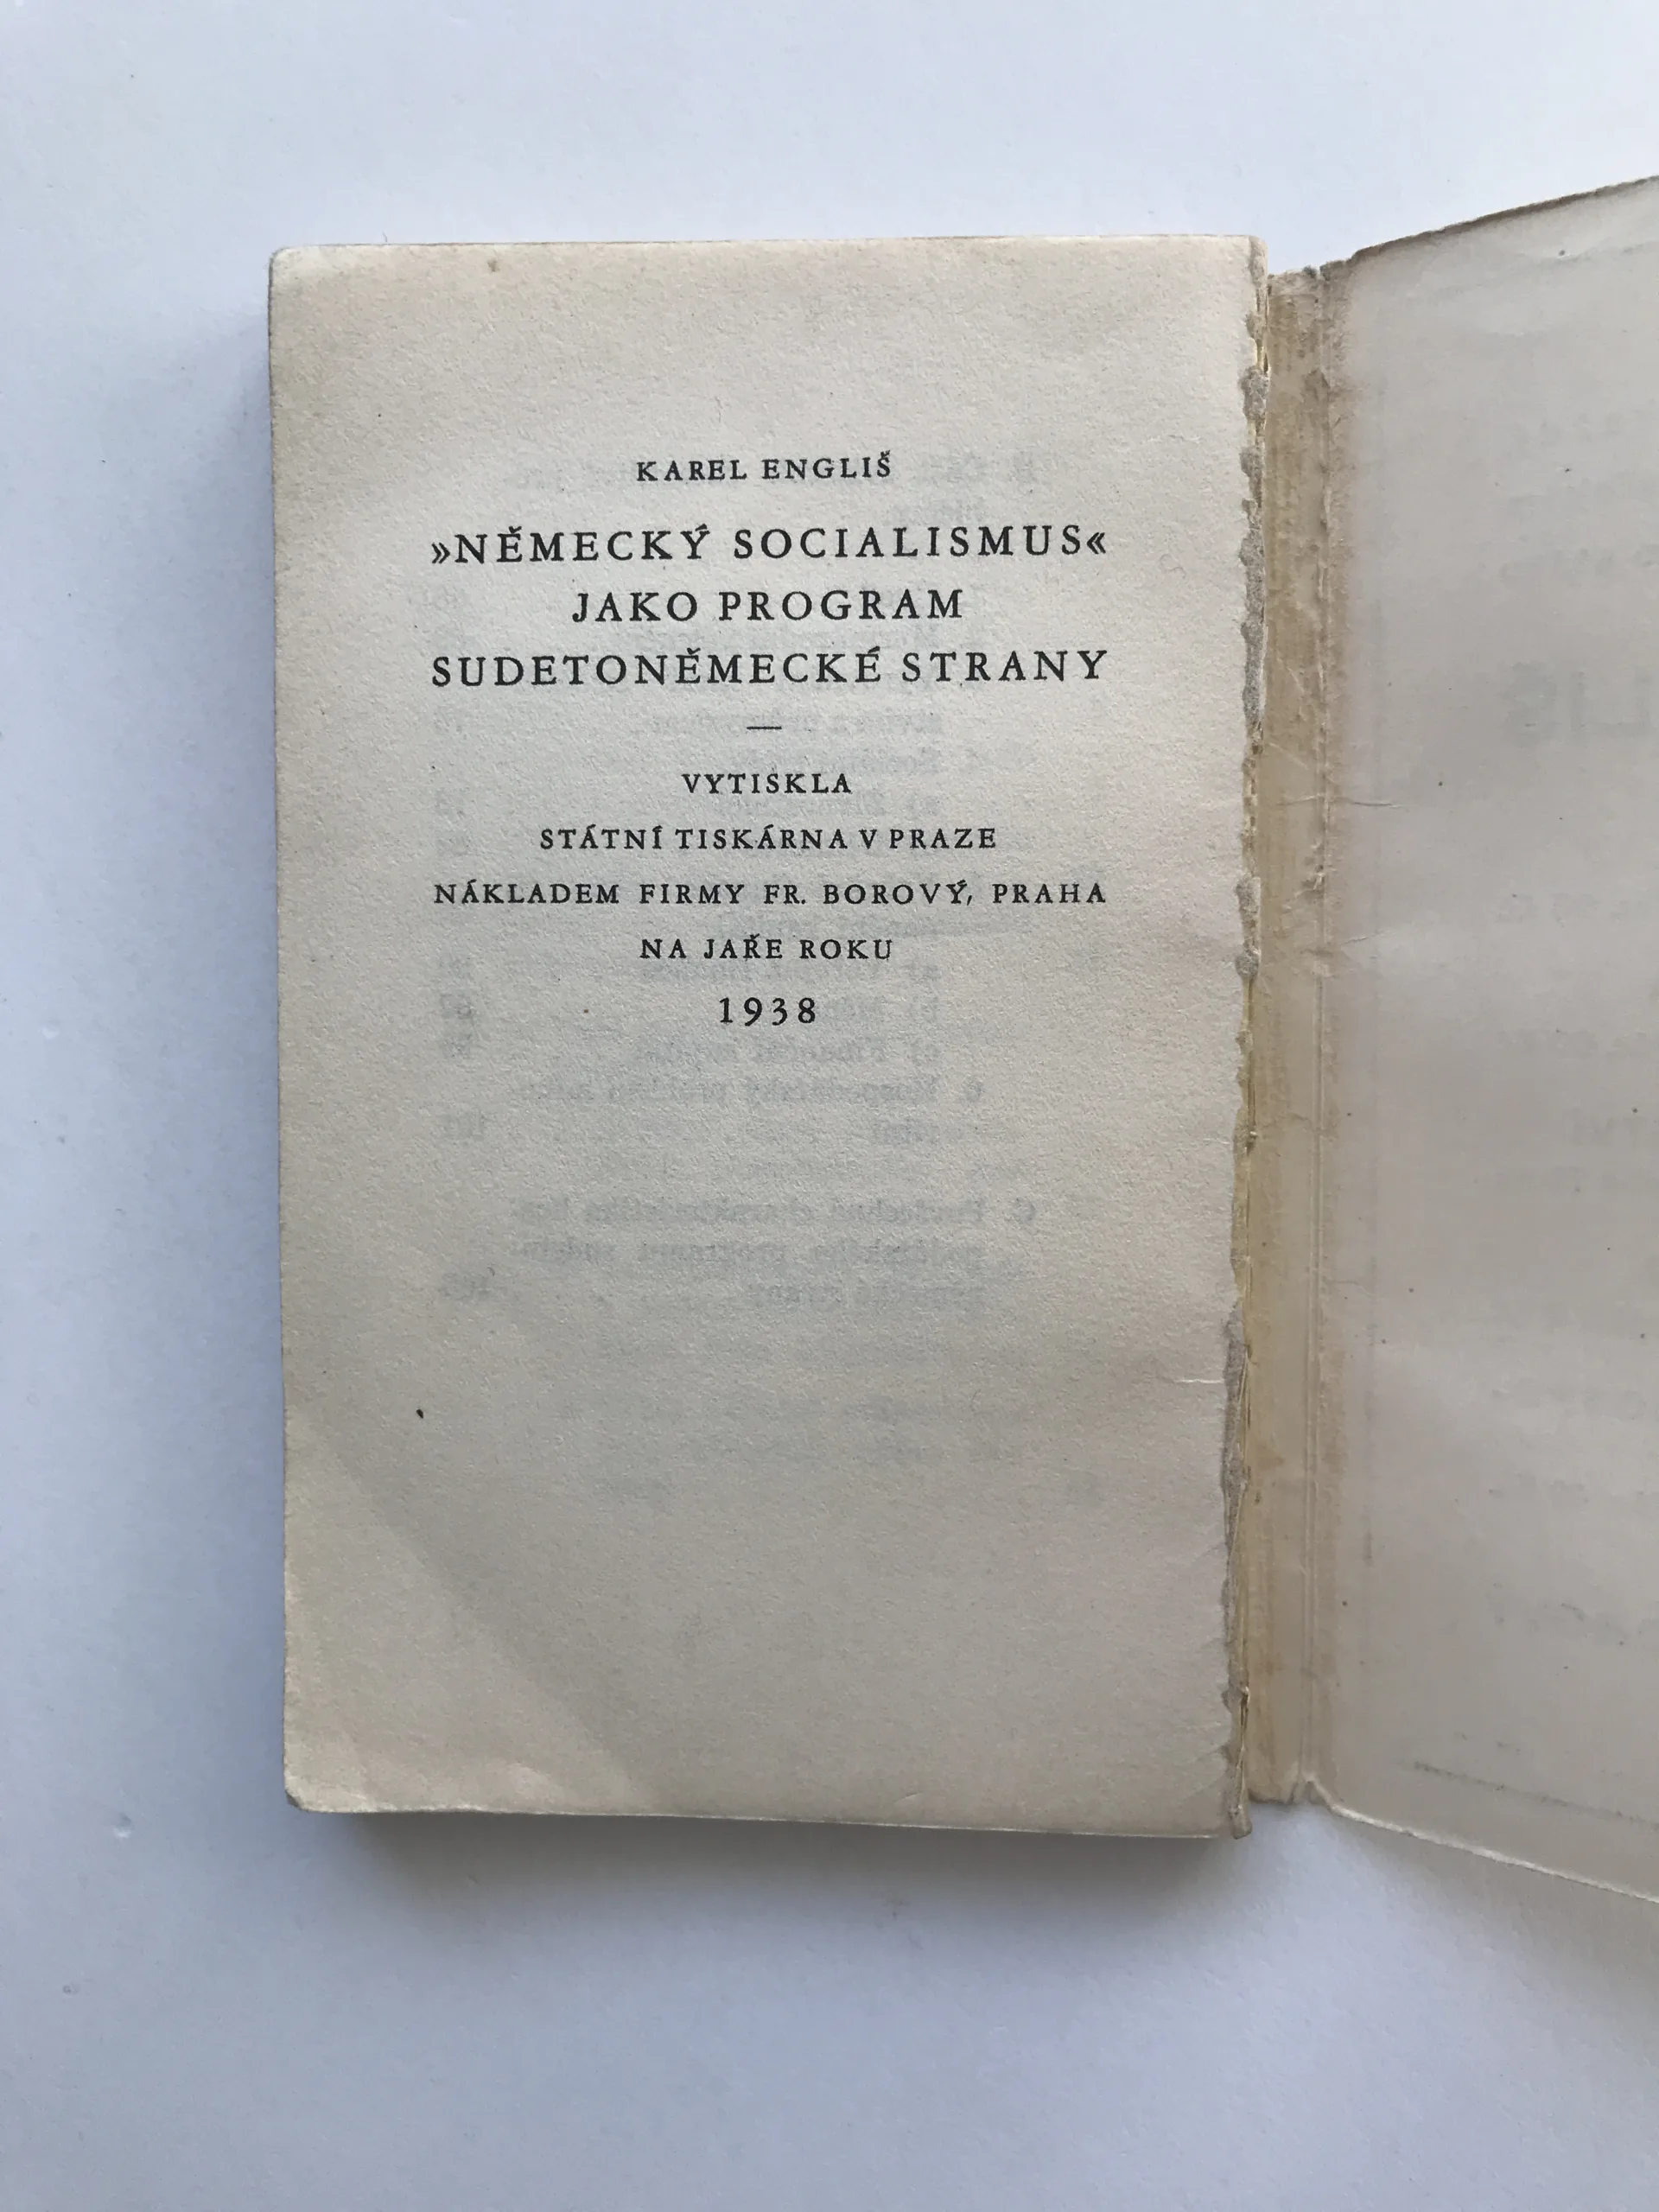 KAREL ENGLIŠ
»NĚMECKÝ SOCIALISMUS«
JAKO PROGRAM
SUDETONĚMECKÉ STRANY
—
VYTISKLA
STÁTNÍ TISKÁRNA V PRAZE
NÁKLADEM FIRMY FR. BOROVÝ, PRAHA
NA JAŘE ROKU
1938